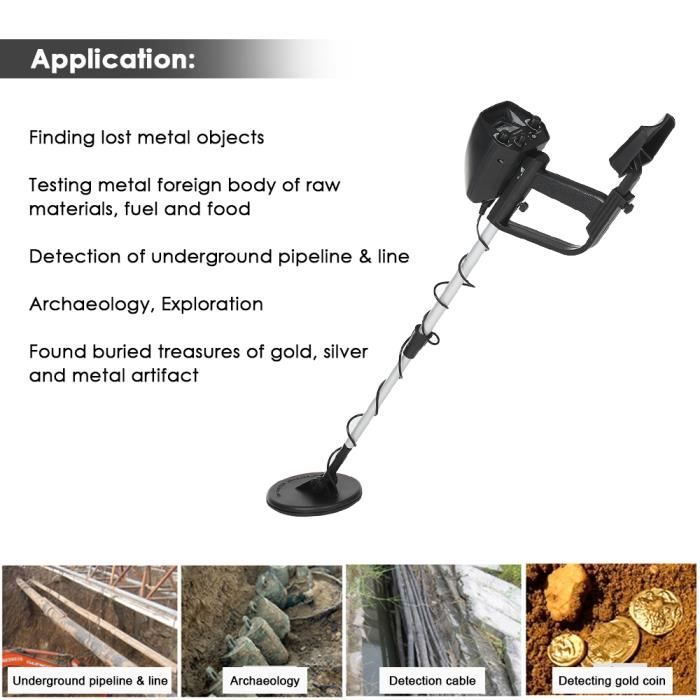 Application:
Finding lost metal objects
Testing metal foreign body of raw
materials, fuel and food
Detection of underground pipeline & line
Archaeology, Exploration
Found buried treasures of gold, silver
and metal artifact
Underground pipeline & line
Archaeology
Detection cable
Detecting gold coin